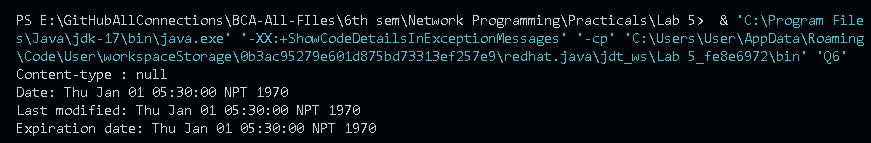 PS E:\GitHubAllConnections\BCA-All-FIles\6th sem\Network Programming\Practicals\Lab 5>  & 'C:\Program File
s\Java\jdk-17\bin\java.exe' '-XX:+ShowCodeDetailsInExceptionMessages' '-cp' 'C:\Users\User\AppData\Roaming
\Code\User\workspaceStorage\0b3ac95279e601d875bd73313ef257e9\redhat.java\jdt_ws\Lab 5_fe8e6972\bin' 'Q6'
Content-type : null
Date: Thu Jan 01 05:30:00 NPT 1970
Last modified: Thu Jan 01 05:30:00 NPT 1970
Expiration date: Thu Jan 01 05:30:00 NPT 1970